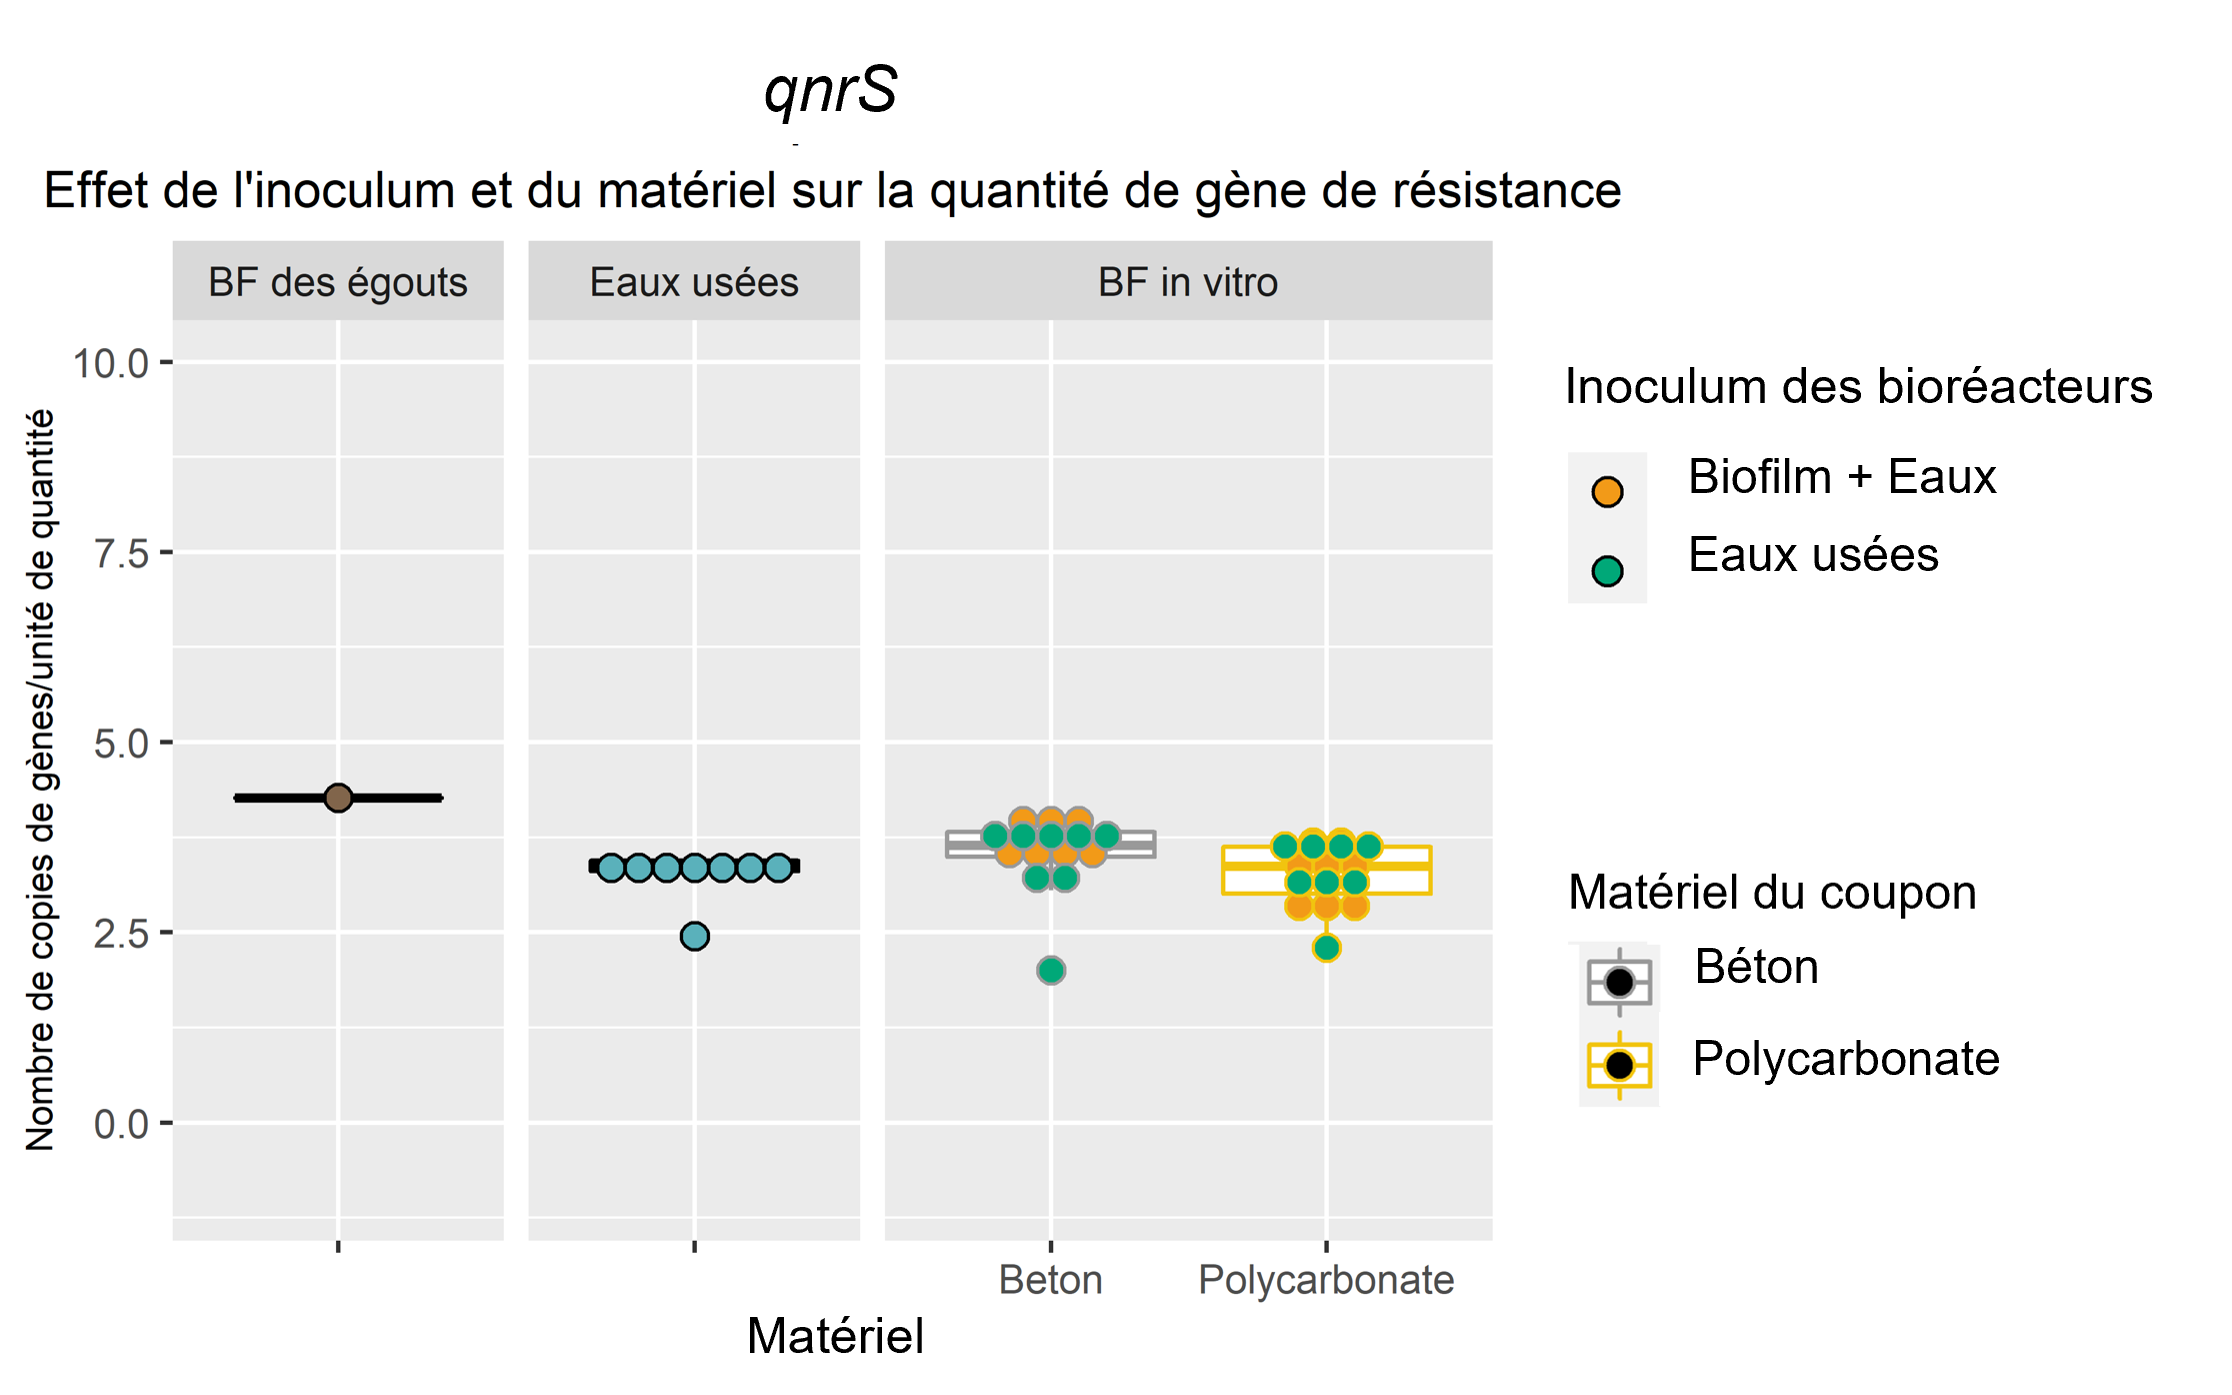 qnrS
-
Effet de l'inoculum et du matériel sur la quantité de gène de résistance
BF des égouts
Eaux usées
BF in vitro
Nombre de copies de gènes/unité de quantité
10.0
7.5
5.0
2.5
0.0
Beton
Polycarbonate
Matériel
Inoculum des bioréacteurs
Biofilm + Eaux
Eaux usées
Matériel du coupon
Béton
Polycarbonate